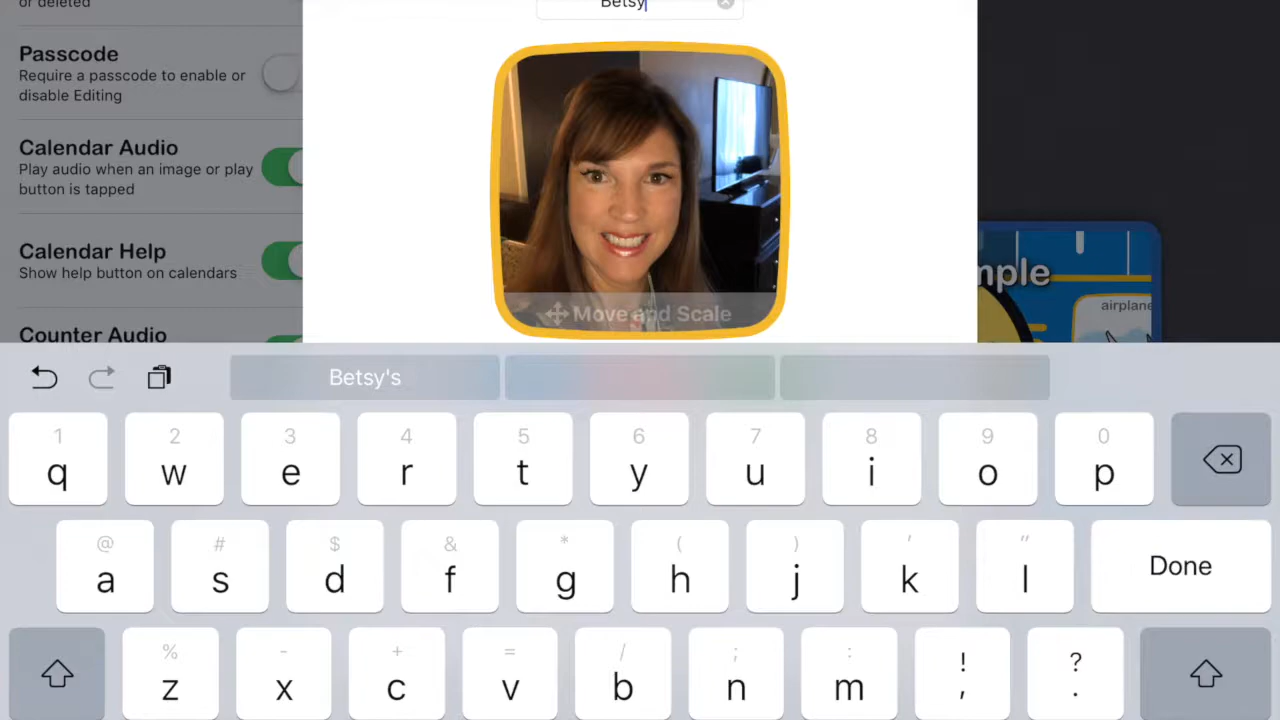 or deleted
Passcode
Require a passcode to enable or
disable Editing
Calendar Audio
Play audio when an image or play
button is tapped
Calendar Help
Show help button on calendars
Counter Audio
Betsy
Move and Scale
mple
airplane
Betsy's
1 2 3 4 5 6 7 8 9 0
q w e r t y u i o p
@ # $ & * ( ) ' "
a s d f g h j k l Done
% - + = / ; : ! ?
z x c v b n m , .